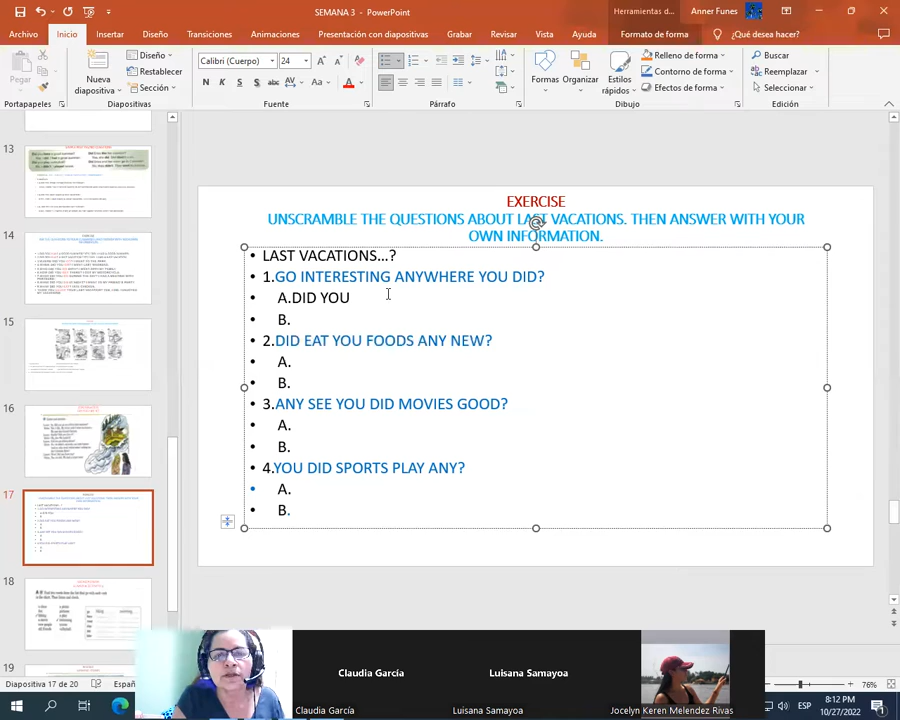 SEMANA 3 - PowerPoint
Herramientas d...
Anner Funes
Archivo
Inicio
Insertar
Diseño
Transiciones
Animaciones
Presentación con diapositivas
Grabar
Revisar
Vista
Ayuda
Formato de forma
¿Qué desea hacer?
Pegar
Nueva
diapositiva
Diseño
Restablecer
Sección
Calibri (Cuerpo)
24
N K S S abc AV Aa A
Formas
Organizar
Estilos
rápidos
Relleno de forma
Contorno de forma
Efectos de forma
Buscar
Reemplazar
Seleccionar
Portapapeles
Diapositivas
Fuente
Párrafo
Dibujo
Edición
13
14
15
16
17
18
19
EXERCISE
UNSCRAMBLE THE QUESTIONS ABOUT LAST VACATIONS. THEN ANSWER WITH YOUR
OWN INFORMATION.
• LAST VACATIONS...?
• 1.GO INTERESTING ANYWHERE YOU DID?
• A.DID YOU
• B.
• 2.DID EAT YOU FOODS ANY NEW?
• A.
• B.
• 3.ANY SEE YOU DID MOVIES GOOD?
• A.
• B.
• 4.YOU DID SPORTS PLAY ANY?
• A.
• B.
Diapositiva 17 de 20
Españo
76%
Claudia García
Luisana Samayoa
Claudia García
Luisana Samayoa
Jocelyn Keren Melendez Rivas
ESP
8:12 PM
10/27/2022